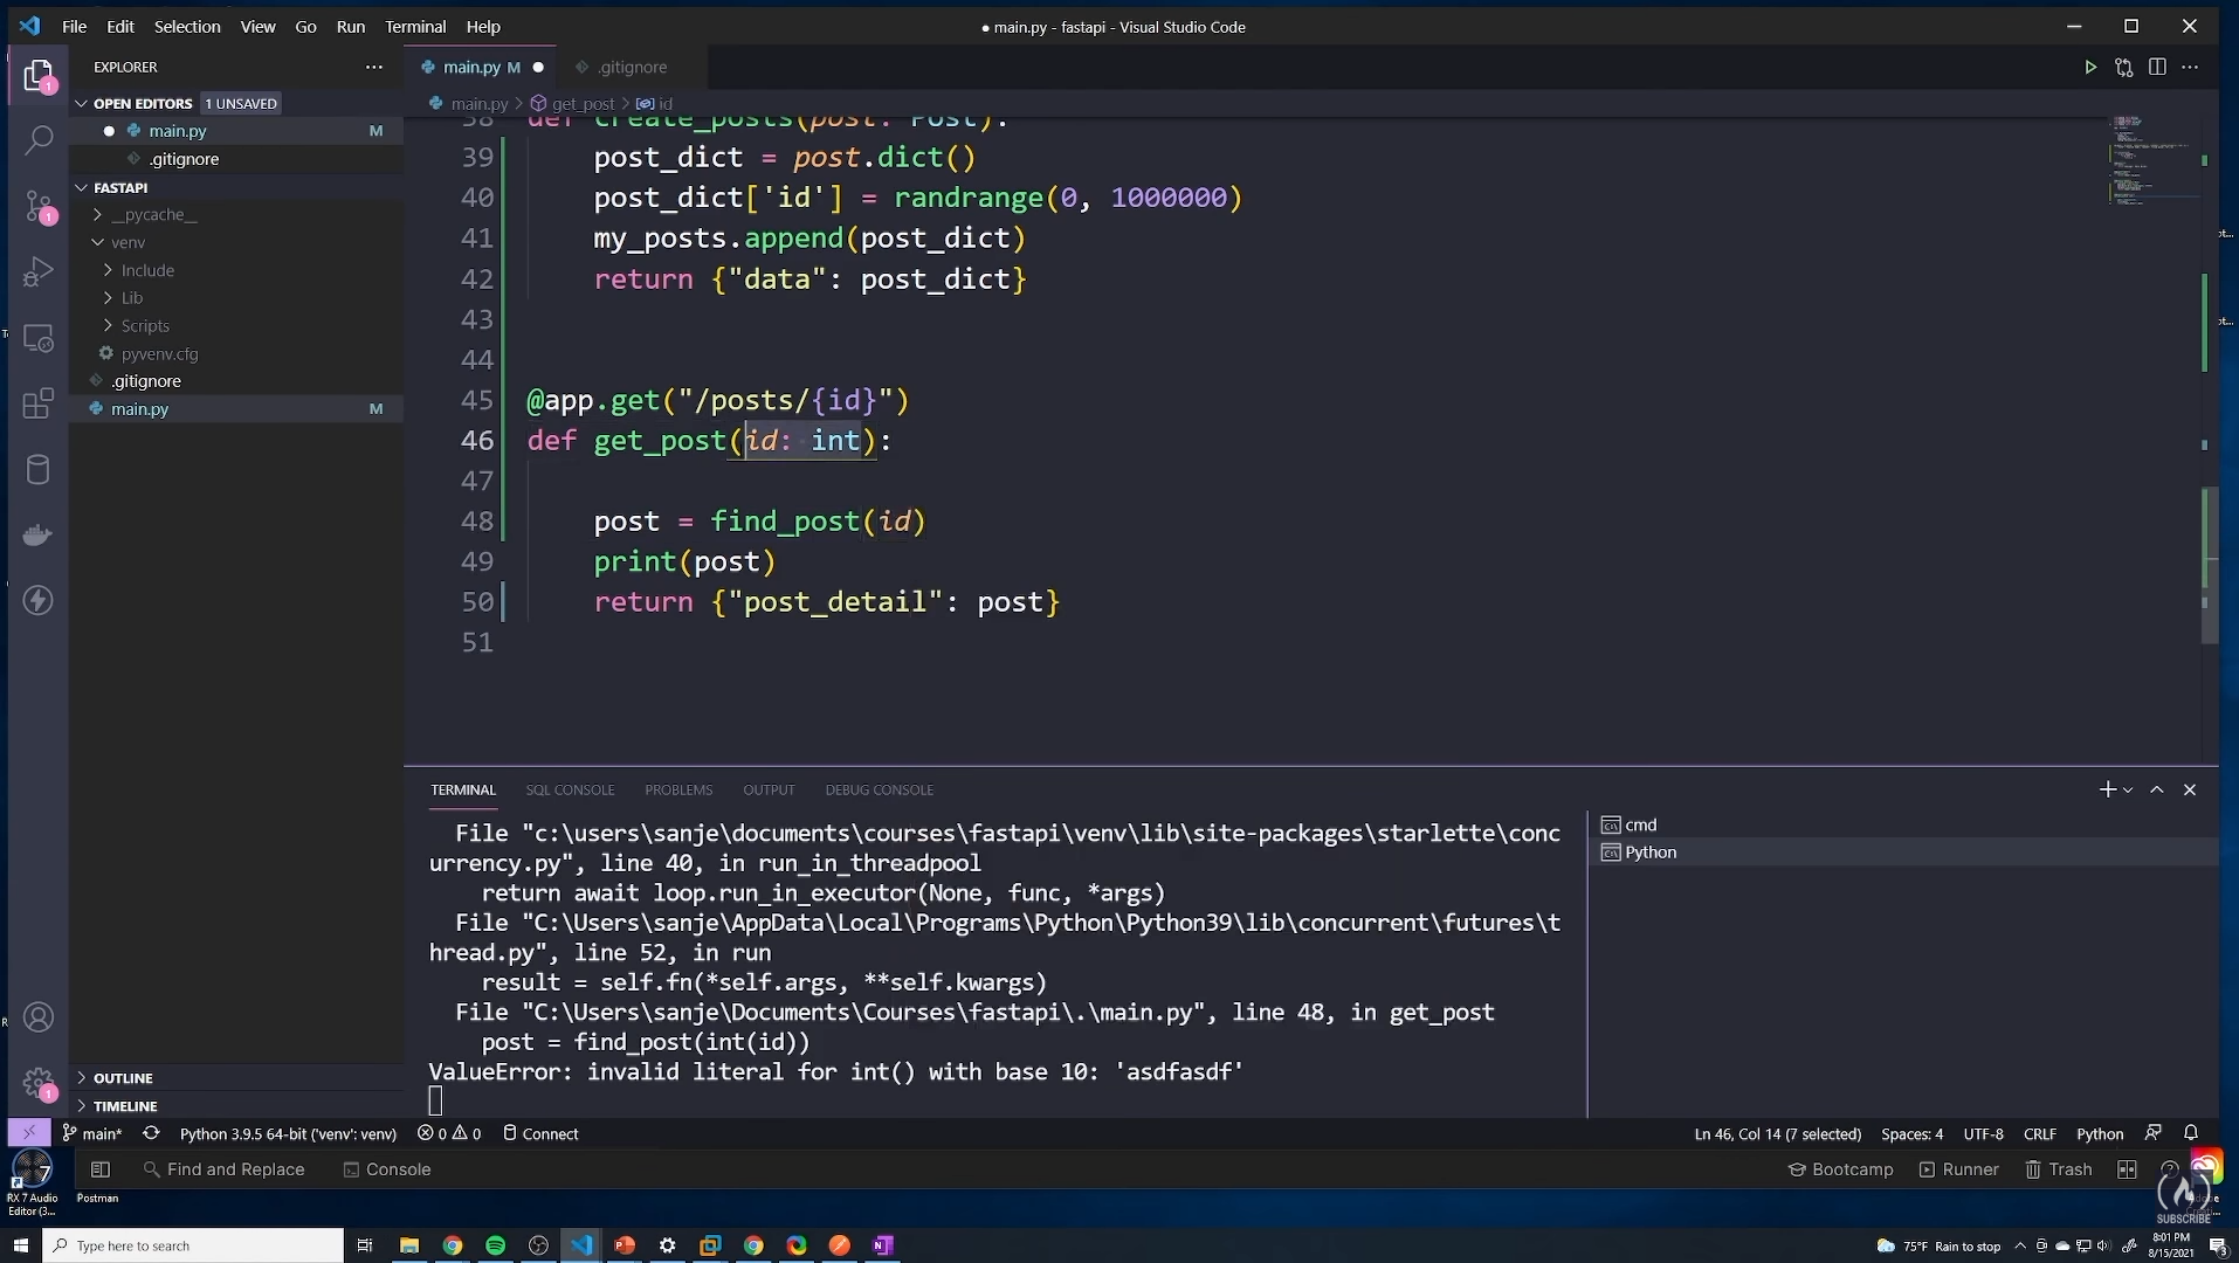 File Edit Selection View Go Run Terminal Help
● main.py - fastapi - Visual Studio Code
EXPLORER
main.py M
.gitignore
OPEN EDITORS 1 UNSAVED
main.py M
.gitignore
FASTAPI
__pycache__
venv
Include
Lib
Scripts
pyvenv.cfg
.gitignore
main.py M
OUTLINE
TIMELINE
main.py > get_post > id
38 def create_posts(post: Post):
39 post_dict = post.dict()
40 post_dict['id'] = randrange(0, 1000000)
41 my_posts.append(post_dict)
42 return {"data": post_dict}
43
44
45 @app.get("/posts/{id}")
46 def get_post(id: int):
47
48 post = find_post(id)
49 print(post)
50 return {"post_detail": post}
51
TERMINAL SQL CONSOLE PROBLEMS OUTPUT DEBUG CONSOLE
File "c:\users\sanje\documents\courses\fastapi\venv\lib\site-packages\starlette\conc
urrency.py", line 40, in run_in_threadpool
return await loop.run_in_executor(None, func, *args)
File "C:\Users\sanje\AppData\Local\Programs\Python\Python39\lib\concurrent\futures\t
hread.py", line 52, in run
result = self.fn(*self.args, **self.kwargs)
File "C:\Users\sanje\Documents\Courses\fastapi\.\main.py", line 48, in get_post
post = find_post(int(id))
ValueError: invalid literal for int() with base 10: 'asdfasdf'
cmd
Python
main* Python 3.9.5 64-bit ('venv': venv) 0 0 Connect
Ln 46, Col 14 (7 selected) Spaces: 4 UTF-8 CRLF Python
Find and Replace Console
Bootcamp Runner Trash
RX 7 Audio
Editor (3...
Postman
SUBSCRIBE
Type here to search
75°F Rain to stop
8:01 PM
8/15/2021